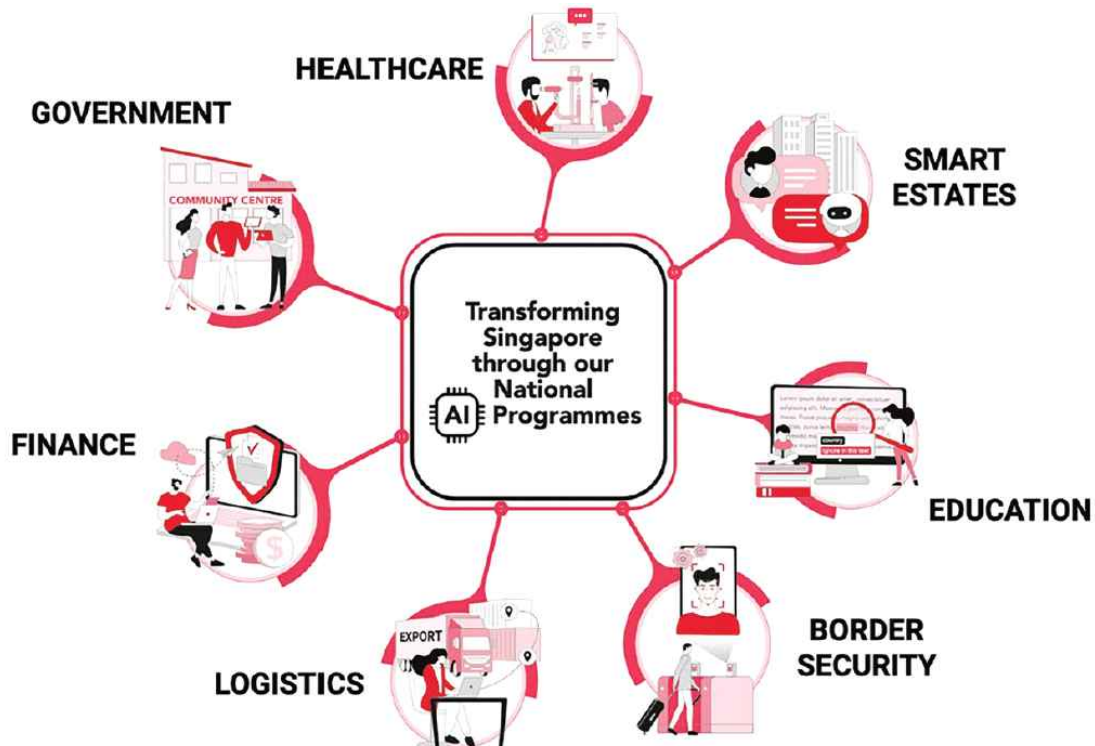 HEALTHCARE
GOVERNMENT
COMMUNITY CENTRE
SMART
ESTATES
Transforming
Singapore
through our
National
AI Programmes
FINANCE
$
EDUCATION
EXPORT
LOGISTICS
BORDER
SECURITY